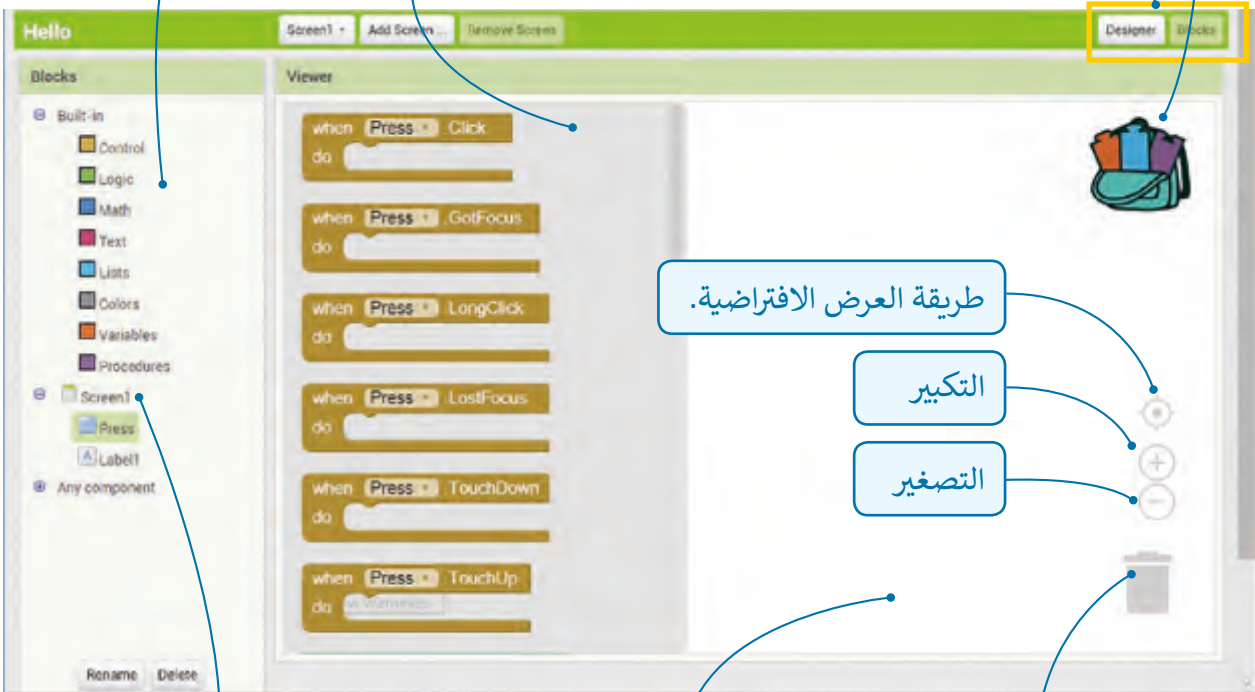 Hello
Screen1
Add Screen ...
Remove Screen
Designer
Blocks
Blocks
Viewer
Built-in
Control
Logic
Math
Text
Lists
Colors
Variables
Procedures
Screen1
Press
Label1
Any component
Rename
Delete
when Press .Click
do
when Press .GotFocus
do
when Press .LongClick
do
when Press .LostFocus
do
when Press .TouchDown
do
when Press .TouchUp
do
طريقة العرض الافتراضية.
التكبير
التصغير